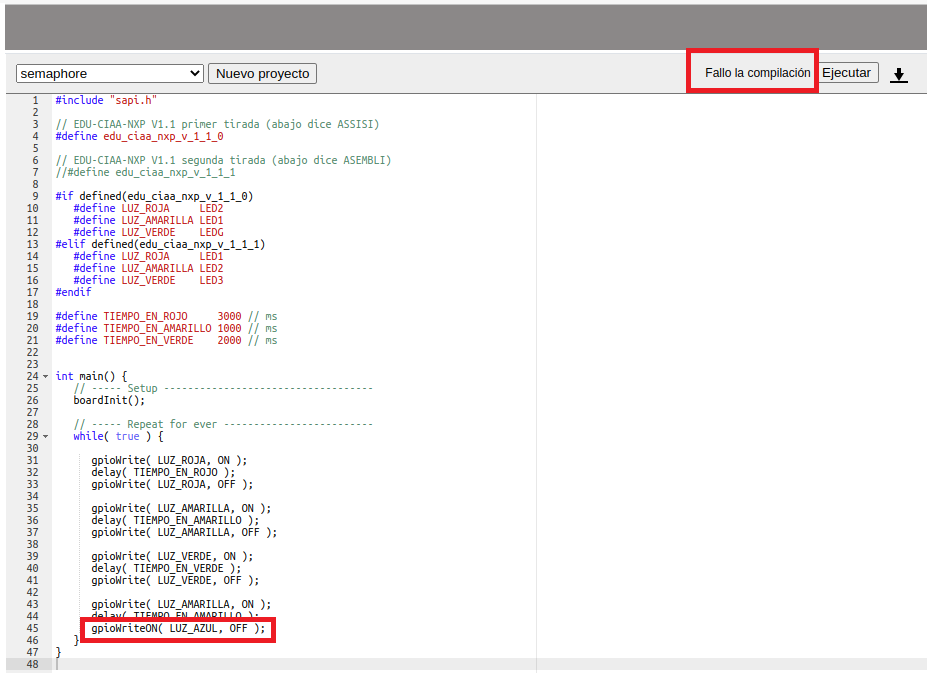 semaphore Nuevo proyecto Fallo la compilación Ejecutar
1 #include "sapi.h"
2
3 // EDU-CIAA-NXP V1.1 primer tirada (abajo dice ASSISI)
4 #define edu_ciaa_nxp_v_1_1_0
5
6 // EDU-CIAA-NXP V1.1 segunda tirada (abajo dice ASEMBLI)
7 //#define edu_ciaa_nxp_v_1_1_1
8
9 #if defined(edu_ciaa_nxp_v_1_1_0)
10 #define LUZ_ROJA LED2
11 #define LUZ_AMARILLA LED1
12 #define LUZ_VERDE LEDG
13 #elif defined(edu_ciaa_nxp_v_1_1_1)
14 #define LUZ_ROJA LED1
15 #define LUZ_AMARILLA LED2
16 #define LUZ_VERDE LED3
17 #endif
18
19 #define TIEMPO_EN_ROJO 3000 // ms
20 #define TIEMPO_EN_AMARILLO 1000 // ms
21 #define TIEMPO_EN_VERDE 2000 // ms
22
23
24 int main() {
25 // ----- Setup -----------------------------------
26 boardInit();
27
28 // ----- Repeat for ever -------------------------
29 while( true ) {
30
31 gpioWrite( LUZ_ROJA, ON );
32 delay( TIEMPO_EN_ROJO );
33 gpioWrite( LUZ_ROJA, OFF );
34
35 gpioWrite( LUZ_AMARILLA, ON );
36 delay( TIEMPO_EN_AMARILLO );
37 gpioWrite( LUZ_AMARILLA, OFF );
38
39 gpioWrite( LUZ_VERDE, ON );
40 delay( TIEMPO_EN_VERDE );
41 gpioWrite( LUZ_VERDE, OFF );
42
43 gpioWrite( LUZ_AMARILLA, ON );
44 delay( TIEMPO_EN_AMARILLO );
45 gpioWriteON( LUZ_AZUL, OFF );
46 }
47 }
48